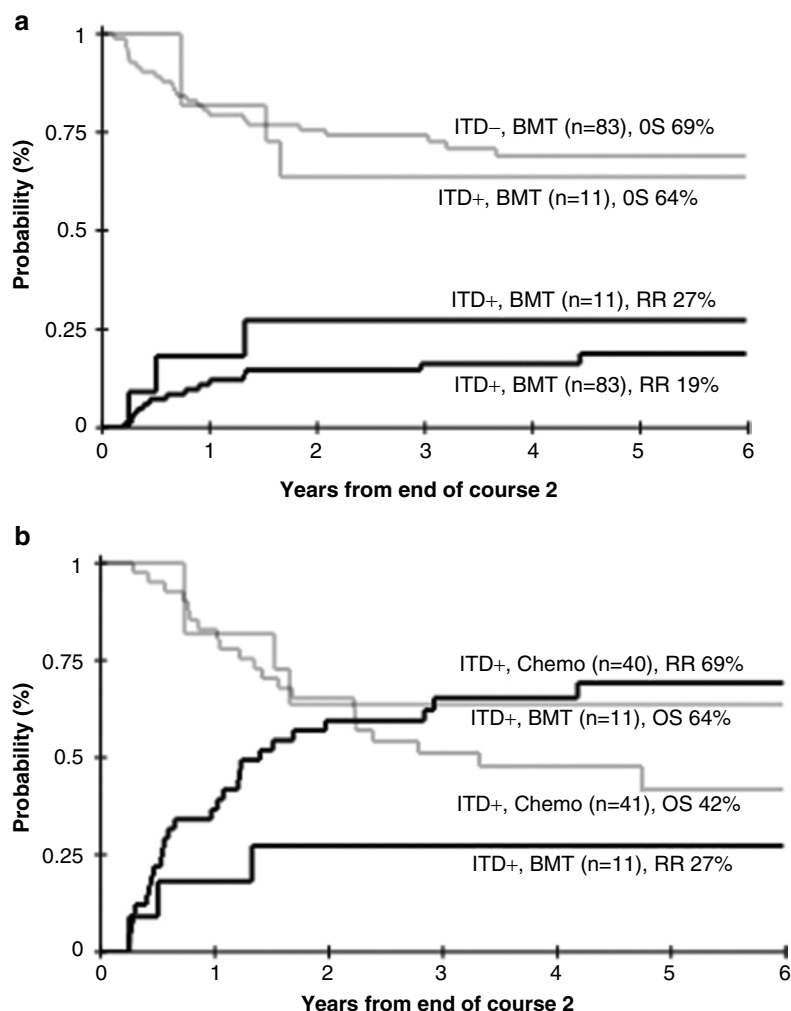 a
1
0.75
0.5
0.25
0
Probability (%)
ITD−, BMT (n=83), 0S 69%
ITD+, BMT (n=11), 0S 64%
ITD+, BMT (n=11), RR 27%
ITD+, BMT (n=83), RR 19%
0 1 2 3 4 5 6
Years from end of course 2
b
1
0.75
0.5
0.25
0
Probability (%)
ITD+, Chemo (n=40), RR 69%
ITD+, BMT (n=11), OS 64%
ITD+, Chemo (n=41), OS 42%
ITD+, BMT (n=11), RR 27%
0 1 2 3 4 5 6
Years from end of course 2